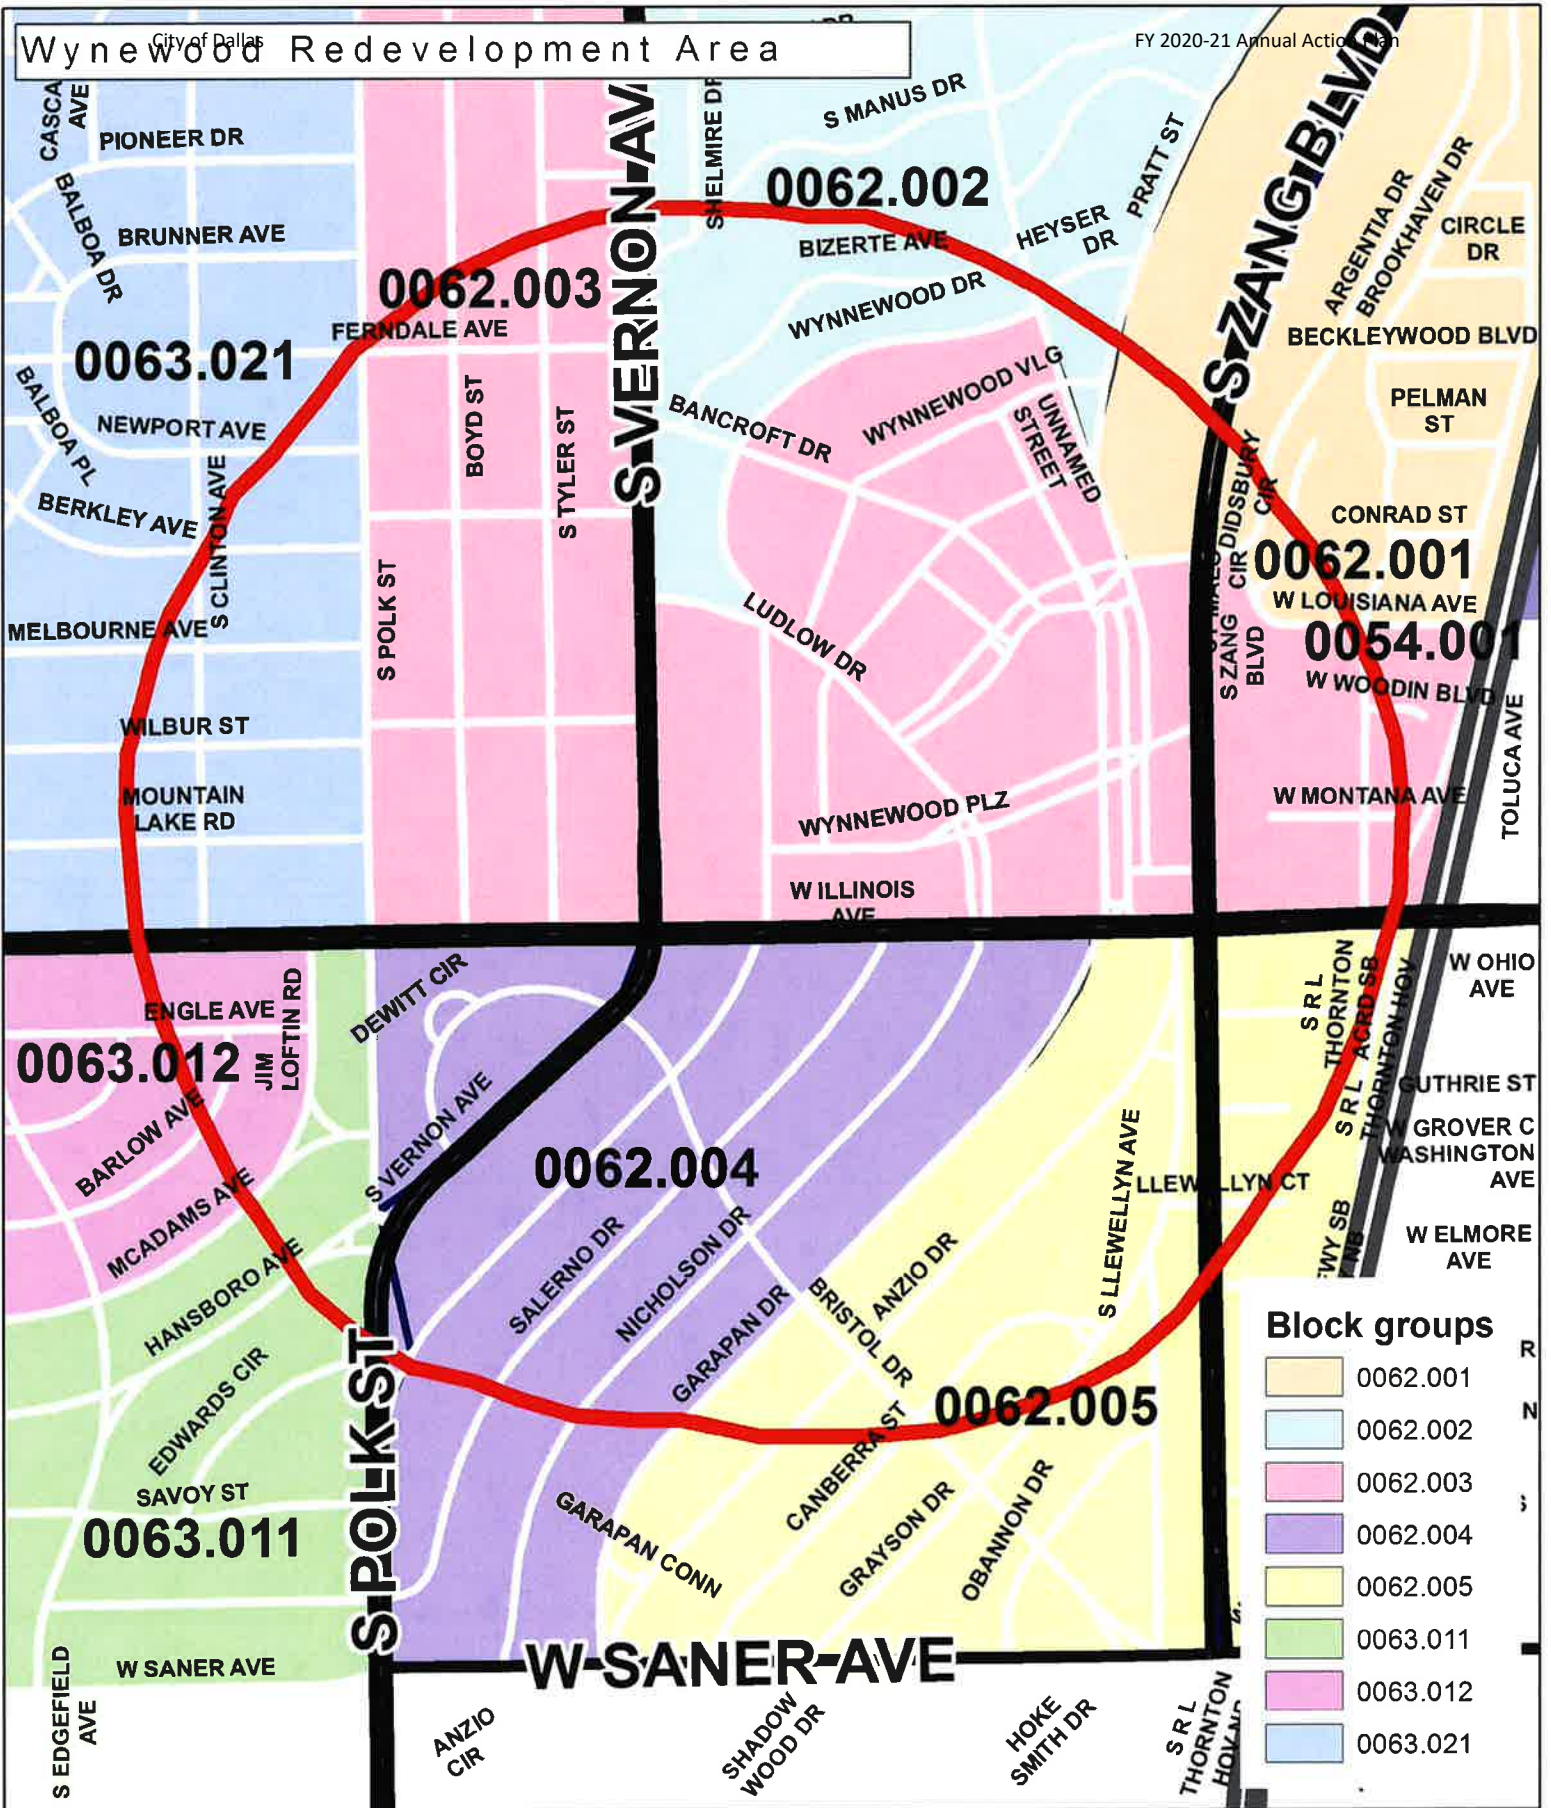 City of Dallas
FY 2020-21 Annual Action Plan
Wynewood Redevelopment Area
CASCA
AVE
PIONEER DR
SHELMIRE DR
S MANUS DR
PRATT ST
S ZANG BLVD
S VERNON AV
0062.002
BALBOA DR
BRUNNER AVE
BIZERTE AVE
HEYSER
DR
ARGENTIA DR
BROOKHAVEN DR
CIRCLE
DR
0062.003
FERNDALE AVE
WYNNEWOOD DR
BECKLEYWOOD BLVD
0063.021
BALBOA PL
NEWPORT AVE
BOYD ST
S TYLER ST
BANCROFT DR
WYNNEWOOD VLG
UNNAMED
STREET
PELMAN
ST
BERKLEY AVE
S CLINTON AVE
DIDSBURY
CIR
CONRAD ST
0062.001
CIR
S POLK ST
LUDLOW DR
W LOUISIANA AVE
MELBOURNE AVE
S ZANG
BLVD
0054.001
W WOODIN BLVD
TOLUCA AVE
WILBUR ST
MOUNTAIN
LAKE RD
WYNNEWOOD PLZ
W MONTANA AVE
W ILLINOIS
AVE
DEWITT CIR
S R L
THORNTON
ACRD SB
W OHIO
AVE
ENGLE AVE
JIM
LOFTIN RD
0063.012
S R L
THORNTON HOV
GUTHRIE ST
BARLOW AVE
S VERNON AVE
W GROVER C
WASHINGTON
AVE
0062.004
S LLEWELLYN AVE
LLEWELLYN CT
MCADAMS AVE
HANSBORO AVE
SALERNO DR
NICHOLSON DR
GARAPAN DR
BRISTOL DR
ANZIO DR
FWY SB
W ELMORE
AVE
EDWARDS CIR
S POLK ST
0062.005
CANBERRA ST
SAVOY ST
0063.011
GARAPAN CONN
GRAYSON DR
OBANNON DR
W SANER AVE
W SANER AVE
S EDGEFIELD
AVE
ANZIO
CIR
SHADOW
WOOD DR
HOKE
SMITH DR
S R L
THORNTON
HOV NB
Block groups
0062.001
0062.002
0062.003
0062.004
0062.005
0063.011
0063.012
0063.021
R
N